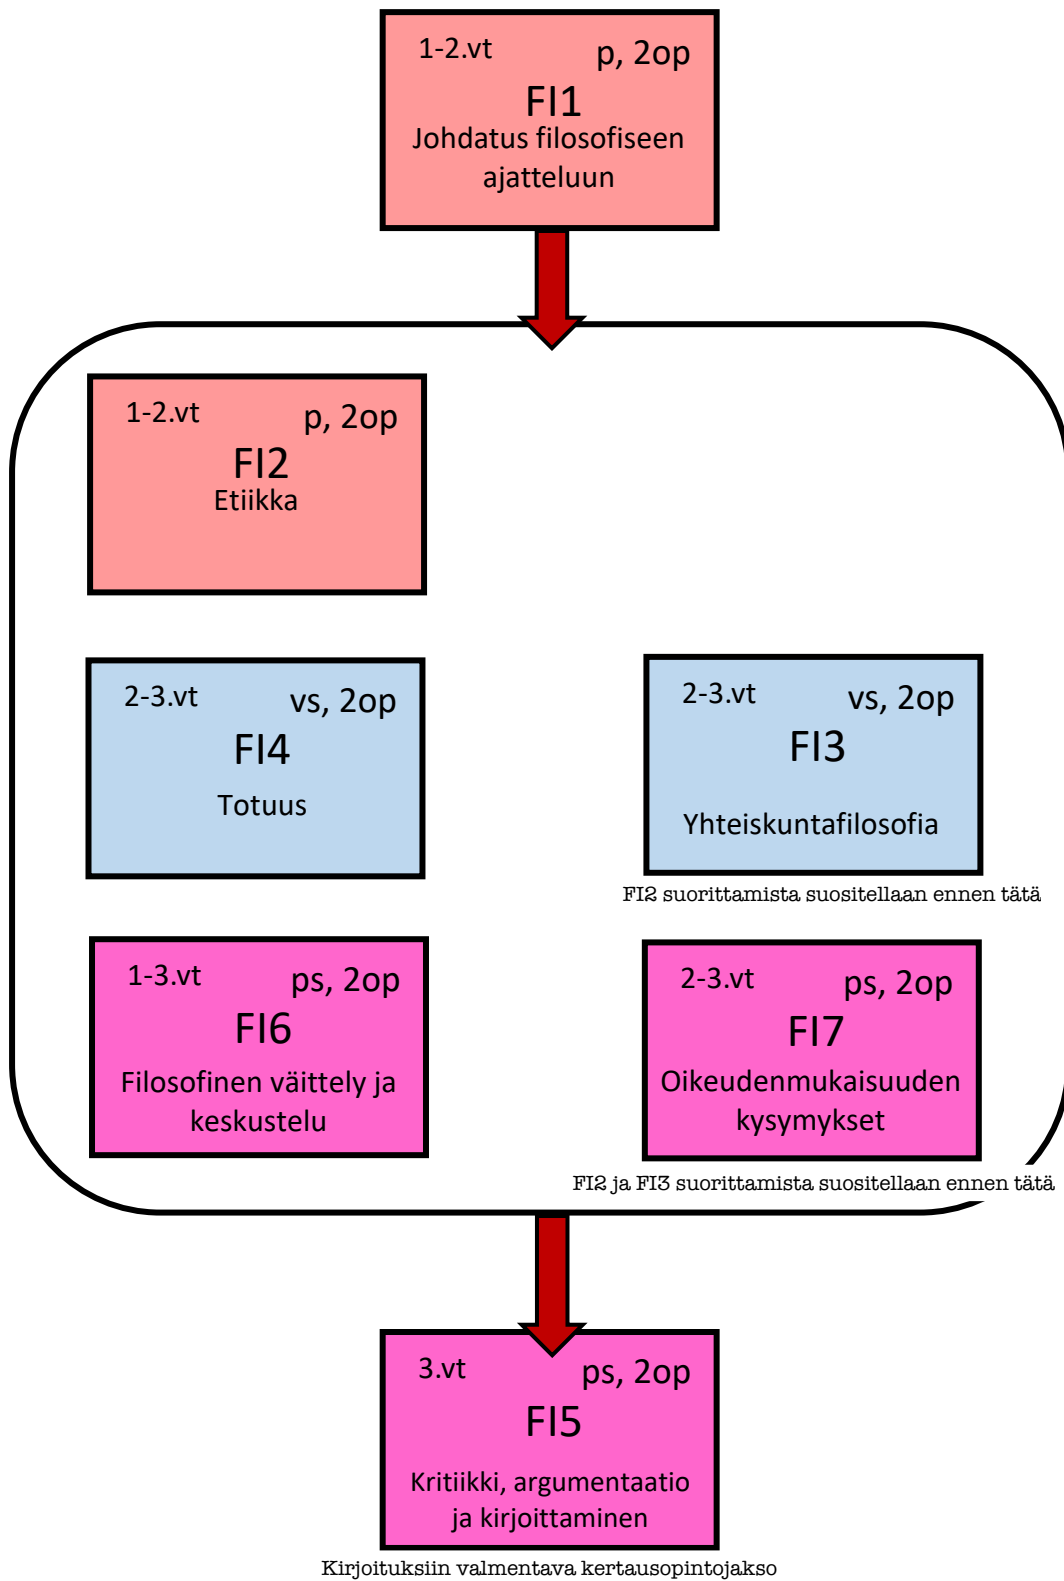 1-2.vt p, 2op
FI1
Johdatus filosofiseen
ajatteluun
1-2.vt p, 2op
FI2
Etiikka
2-3.vt vs, 2op
FI4
Totuus
2-3.vt vs, 2op
FI3
Yhteiskuntafilosofia
FI2 suorittamista suositellaan ennen tätä
1-3.vt ps, 2op
FI6
Filosofinen väittely ja
keskustelu
2-3.vt ps, 2op
FI7
Oikeudenmukaisuuden
kysymykset
FI2 ja FI3 suorittamista suositellaan ennen tätä
3.vt ps, 2op
FI5
Kritiikki, argumentaatio
ja kirjoittaminen
Kirjoituksiin valmentava kertausopintojakso